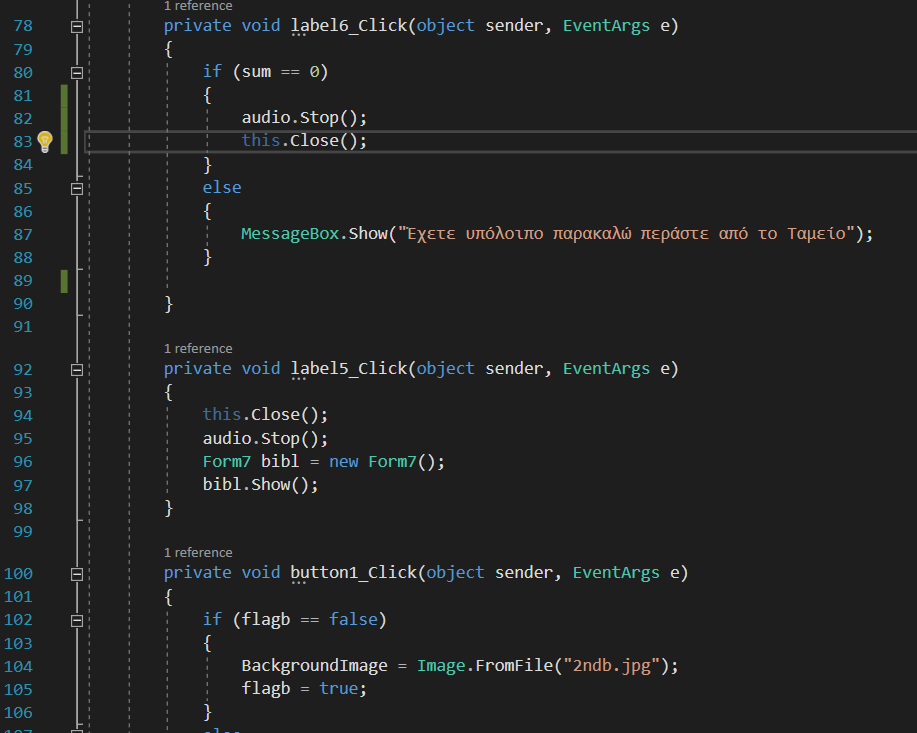 1 reference
78 private void label6_Click(object sender, EventArgs e)
79 {
80 if (sum == 0)
81 {
82 audio.Stop();
83 this.Close();
84 }
85 else
86 {
87 MessageBox.Show("Έχετε υπόλοιπο παρακαλώ περάστε από το Ταμείο");
88 }
89
90 }
91
1 reference
92 private void label5_Click(object sender, EventArgs e)
93 {
94 this.Close();
95 audio.Stop();
96 Form7 bibl = new Form7();
97 bibl.Show();
98 }
99
1 reference
100 private void button1_Click(object sender, EventArgs e)
101 {
102 if (flagb == false)
103 {
104 BackgroundImage = Image.FromFile("2ndb.jpg");
105 flagb = true;
106 }
107 else